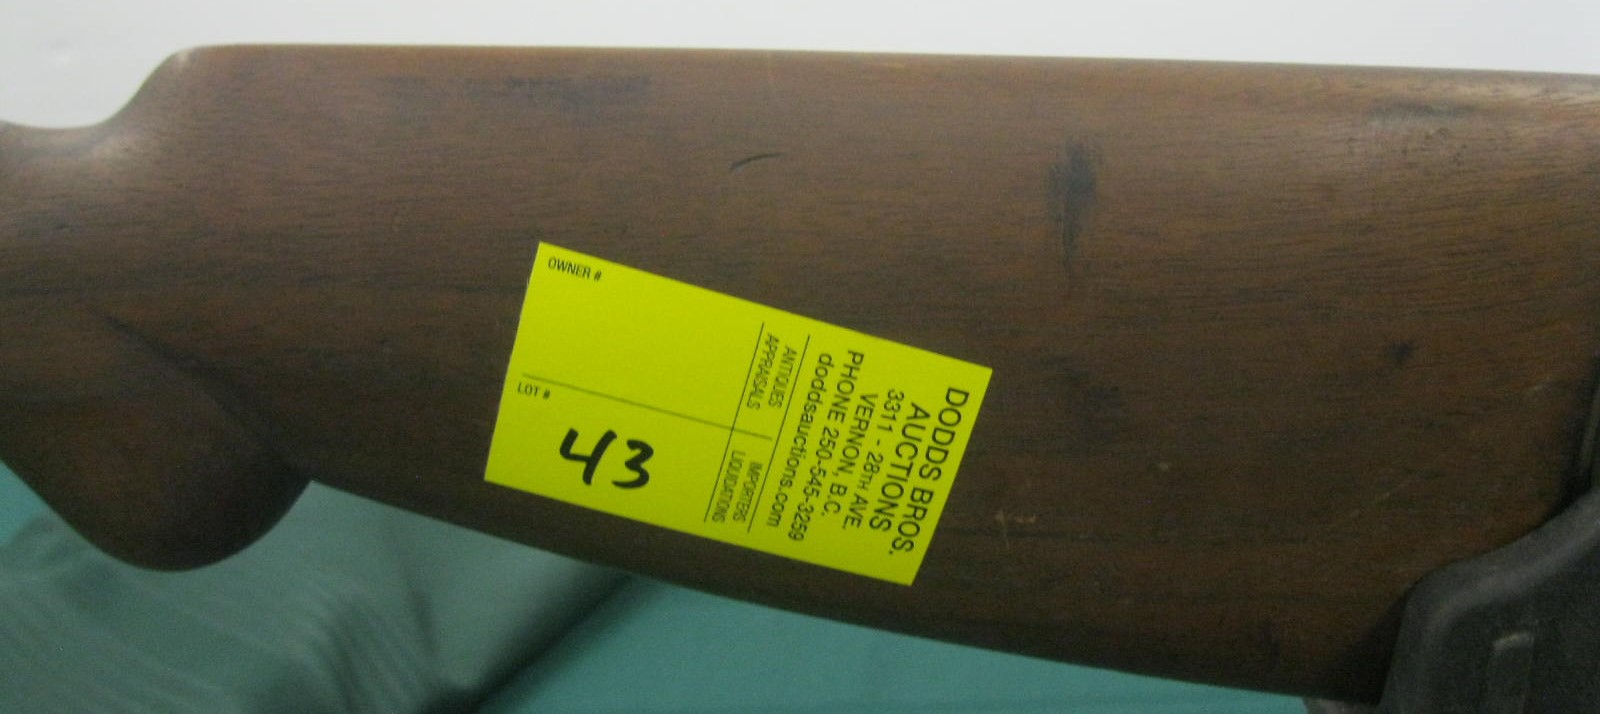 OWNER #
LOT #
43
DODDS BROS.
AUCTIONS
3311 - 28TH AVE.
VERNON, B.C.
PHONE 250-545-3259
doddsauctions.com
ANTIQUES
APPRAISALS
IMPORTERS
LIQUIDATIONS